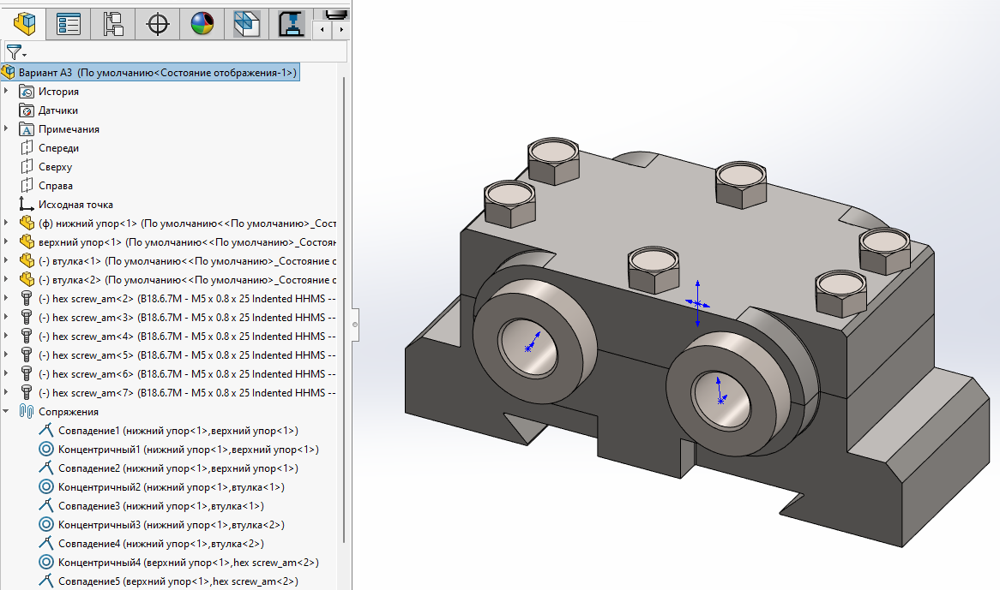 Вариант А3 (По умолчанию<Состояние отображения-1>)
История
Датчики
A Примечания
Спереди
Сверху
Справа
Исходная точка
(ф) нижний упор<1> (По умолчанию<<По умолчанию>_Сост
верхний упор<1> (По умолчанию<<По умолчанию>_Состоян
(-) втулка<1> (По умолчанию<<По умолчанию>_Состояние о
(-) втулка<2> (По умолчанию<<По умолчанию>_Состояние о
(-) hex screw_am<2> (B18.6.7M - M5 x 0.8 x 25 Indented HHMS --
(-) hex screw_am<3> (B18.6.7M - M5 x 0.8 x 25 Indented HHMS --
(-) hex screw_am<4> (B18.6.7M - M5 x 0.8 x 25 Indented HHMS --
(-) hex screw_am<5> (B18.6.7M - M5 x 0.8 x 25 Indented HHMS --
(-) hex screw_am<6> (B18.6.7M - M5 x 0.8 x 25 Indented HHMS --
(-) hex screw_am<7> (B18.6.7M - M5 x 0.8 x 25 Indented HHMS --
Сопряжения
Совпадение1 (нижний упор<1>,верхний упор<1>)
Концентричный1 (нижний упор<1>,верхний упор<1>)
Совпадение2 (нижний упор<1>,верхний упор<1>)
Концентричный2 (нижний упор<1>,втулка<1>)
Совпадение3 (нижний упор<1>,втулка<1>)
Концентричный3 (нижний упор<1>,втулка<2>)
Совпадение4 (нижний упор<1>,втулка<2>)
Концентричный4 (верхний упор<1>,hex screw_am<2>)
Совпадение5 (верхний упор<1>,hex screw_am<2>)